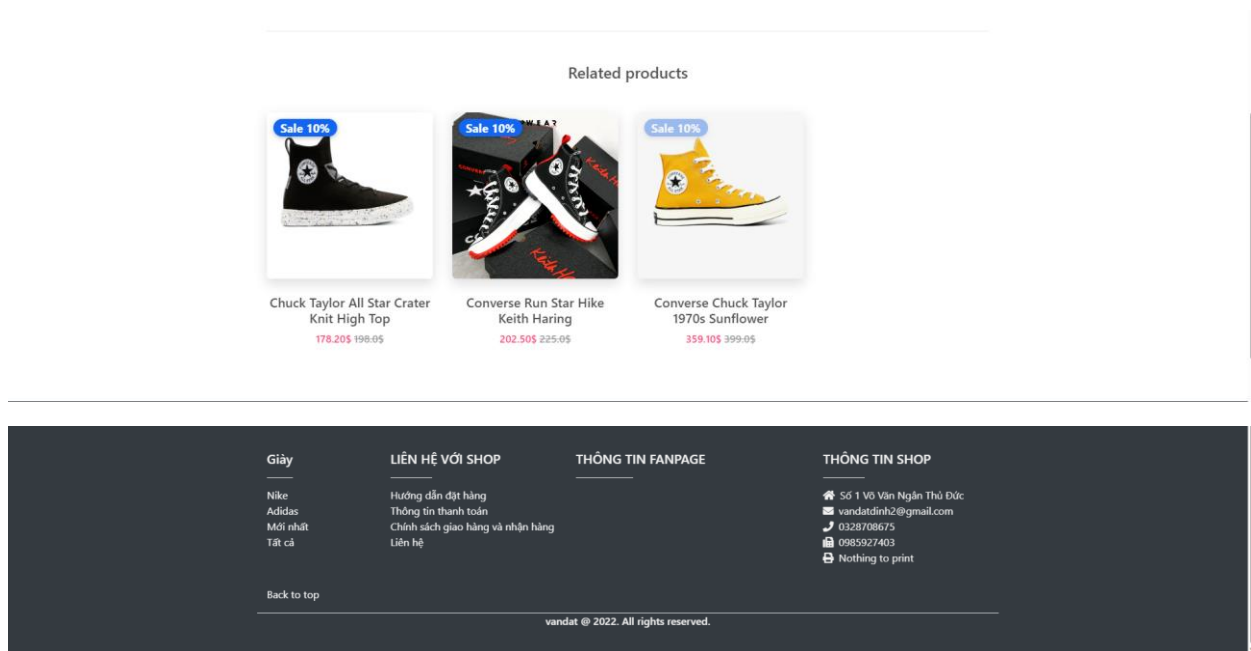 Related products
Sale 10%
Sale 10%
Sale 10%
Keith Ha
Chuck Taylor All Star Crater
Knit High Top
178.20$ 198.0$
Converse Run Star Hike
Keith Haring
202.50$ 225.0$
Converse Chuck Taylor
1970s Sunflower
359.10$ 399.0$
Giày
Nike
Adidas
Mới nhất
Tất cả
LIÊN HỆ VỚI SHOP
Hướng dẫn đặt hàng
Thông tin thanh toán
Chính sách giao hàng và nhận hàng
Liên hệ
THÔNG TIN FANPAGE
THÔNG TIN SHOP
Số 1 Võ Văn Ngân Thủ Đức
vandatdinh2@gmail.com
0328708675
0985927403
Nothing to print
Back to top
vandat @ 2022. All rights reserved.